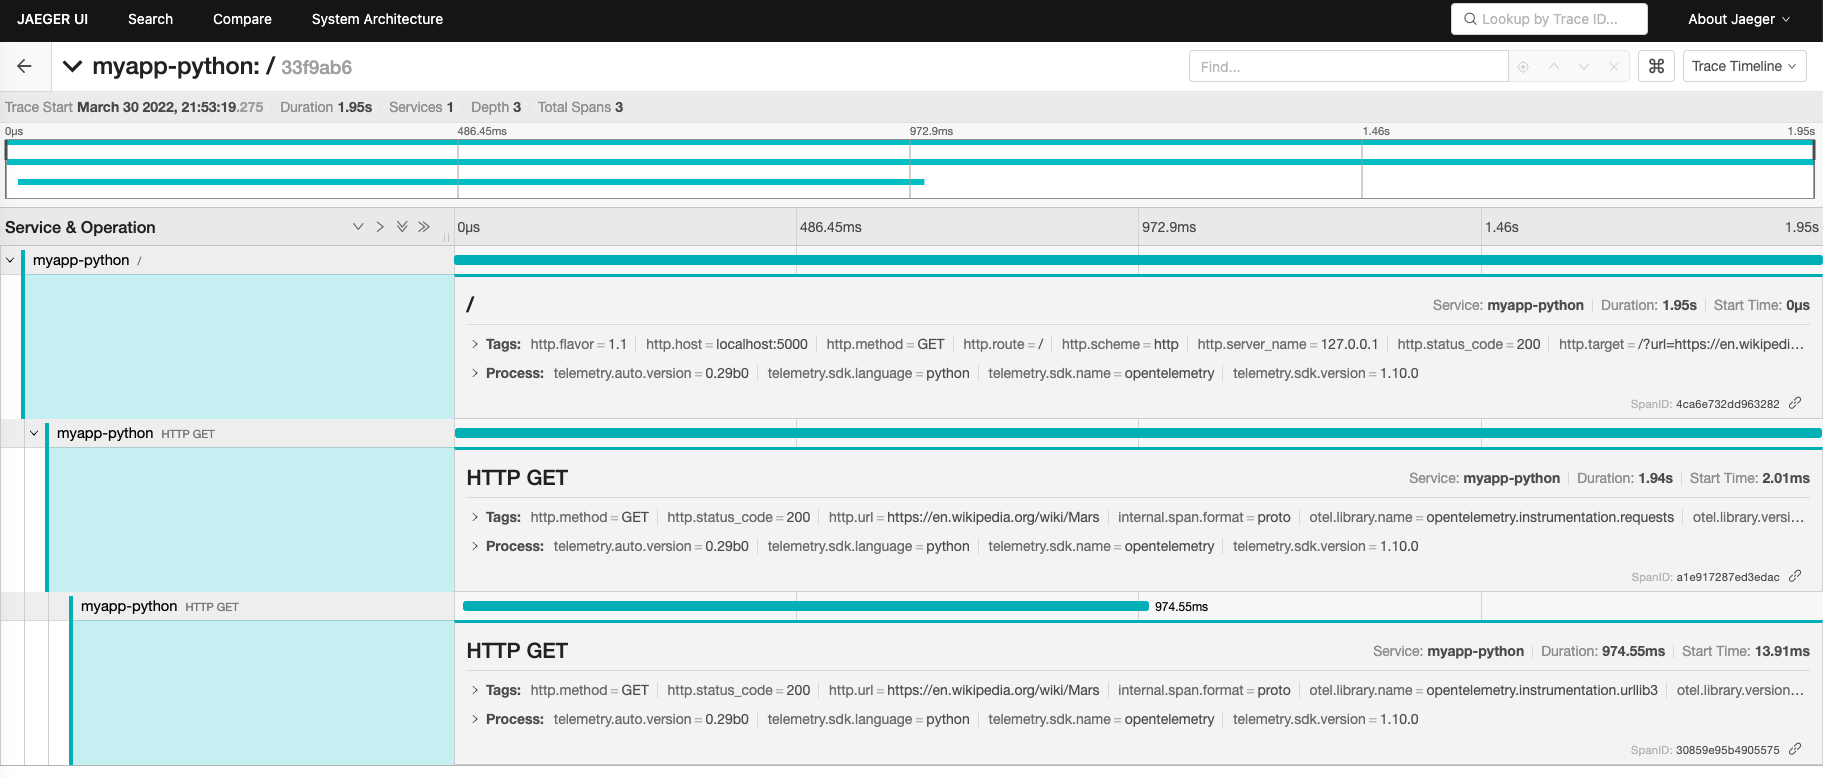 JAEGER UI Search Compare System Architecture Lookup by Trace ID... About Jaeger
myapp-python: / 33f9ab6 Find... ⌘ Trace Timeline
Trace Start March 30 2022, 21:53:19.275 Duration 1.95s Services 1 Depth 3 Total Spans 3
0μs 486.45ms 972.9ms 1.46s 1.95s
Service & Operation 0μs 486.45ms 972.9ms 1.46s 1.95s
myapp-python /
/ Service: myapp-python Duration: 1.95s Start Time: 0μs
Tags: http.flavor = 1.1 http.host = localhost:5000 http.method = GET http.route = / http.scheme = http http.server_name = 127.0.0.1 http.status_code = 200 http.target = /?url=https://en.wikipedi...
Process: telemetry.auto.version = 0.29b0 telemetry.sdk.language = python telemetry.sdk.name = opentelemetry telemetry.sdk.version = 1.10.0
SpanID: 4ca6e732dd963282
myapp-python HTTP GET
HTTP GET Service: myapp-python Duration: 1.94s Start Time: 2.01ms
Tags: http.method = GET http.status_code = 200 http.url = https://en.wikipedia.org/wiki/Mars internal.span.format = proto otel.library.name = opentelemetry.instrumentation.requests otel.library.versi...
Process: telemetry.auto.version = 0.29b0 telemetry.sdk.language = python telemetry.sdk.name = opentelemetry telemetry.sdk.version = 1.10.0
SpanID: a1e917287ed3edac
myapp-python HTTP GET 974.55ms
HTTP GET Service: myapp-python Duration: 974.55ms Start Time: 13.91ms
Tags: http.method = GET http.status_code = 200 http.url = https://en.wikipedia.org/wiki/Mars internal.span.format = proto otel.library.name = opentelemetry.instrumentation.urllib3 otel.library.version...
Process: telemetry.auto.version = 0.29b0 telemetry.sdk.language = python telemetry.sdk.name = opentelemetry telemetry.sdk.version = 1.10.0
SpanID: 30859e95b4905575